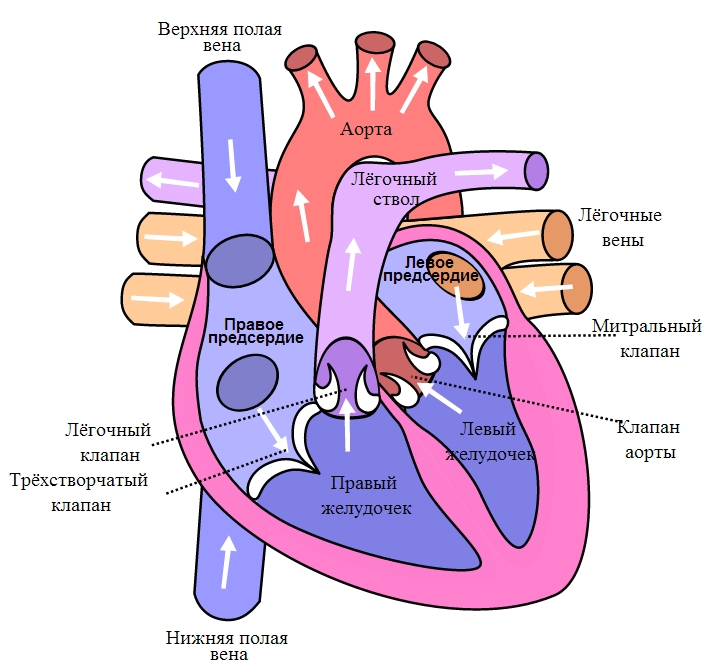 Верхняя полая
вена
Аорта
Лёгочный
ствол
Лёгочные
вены
Левое
предсердие
Правое
предсердие
Митральный
клапан
Лёгочный
клапан
Трёхстворчатый
клапан
Левый
желудочек
Клапан
аорты
Правый
желудочек
Нижняя полая
вена